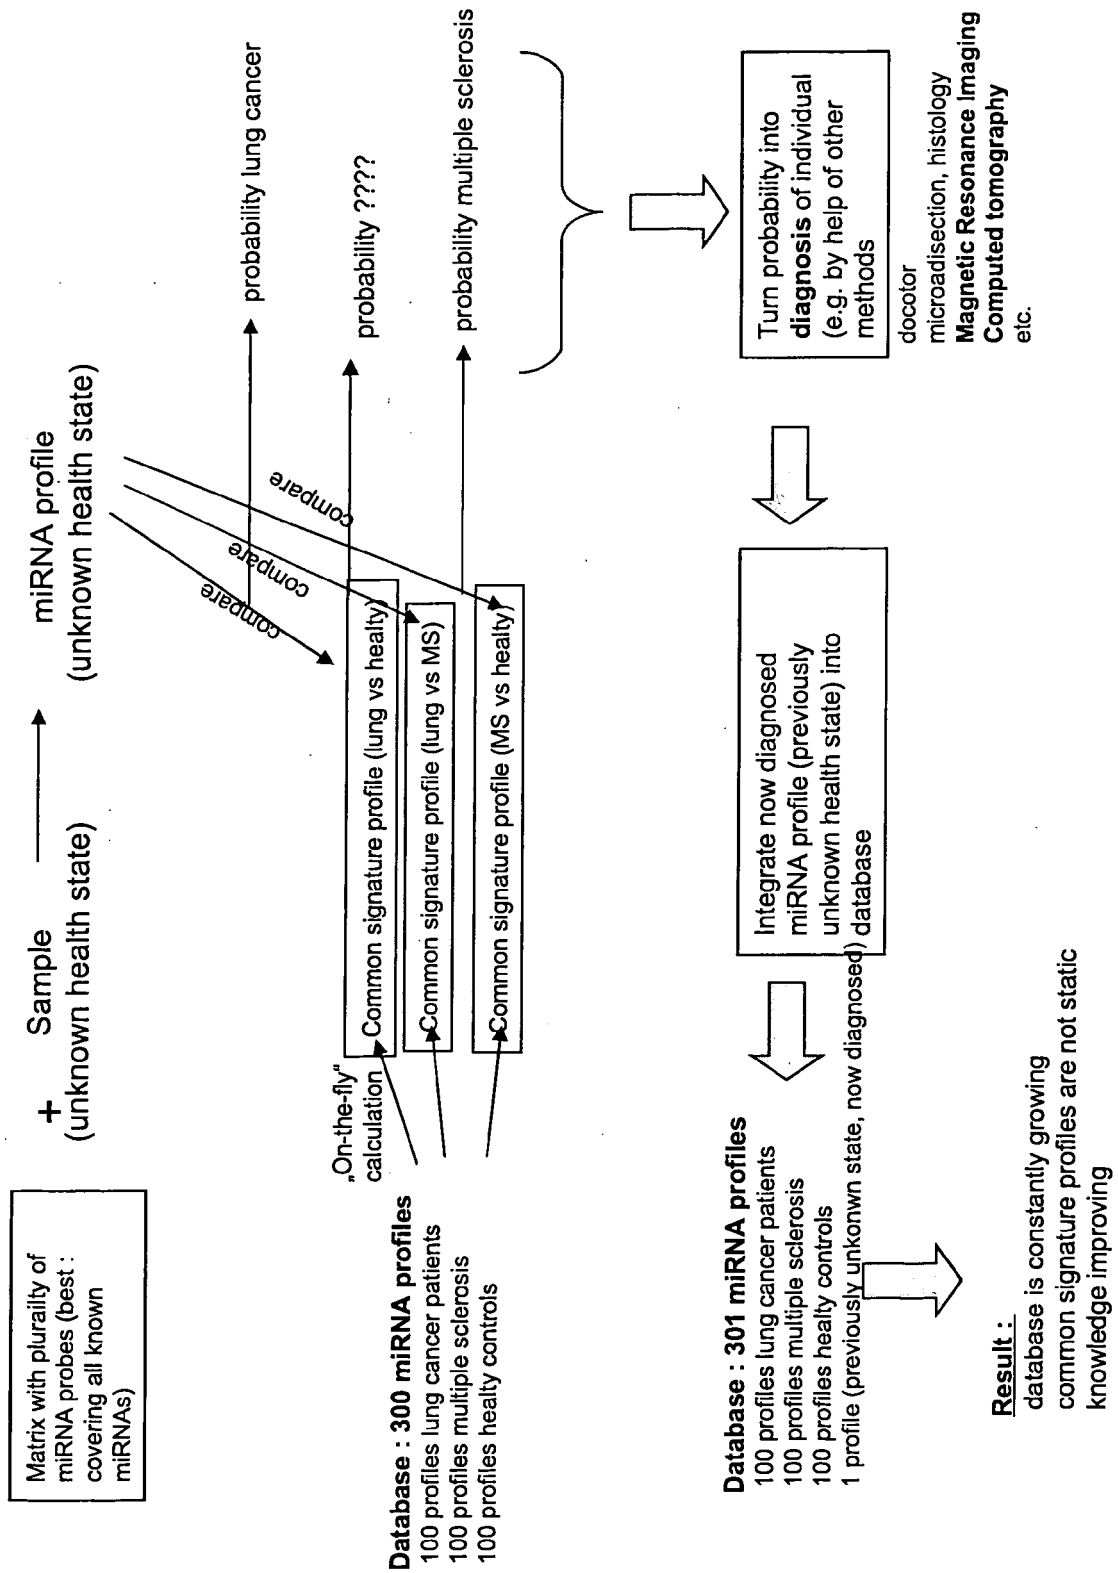 Matrix with plurailty of
miRNA probes (best :
covering all known
miRNAs)
+
Sample
(unknown health state)
miRNA profile
(unknown health state)
compare
compare
compare
probability lung cancer
probability ????
probability multiple sclerosis
„On-the-fly“
calculation
Common signature profile (lung vs healty)
Common signature profile (lung vs MS)
Common signature profile (MS vs healty)
Database : 300 miRNA profiles
100 profiles lung cancer patients
100 profiles multiple sclerosis
100 profiles healty controls
Turn probability into
diagnosis of individual
(e.g. by help of other
methods
docotor
microadisection, histology
Magnetic Resonance Imaging
Computed tomography
etc.
Integrate now diagnosed
miRNA profile (previously
unknown health state) into
database
Database : 301 miRNA profiles
100 profiles lung cancer patients
100 profiles multiple sclerosis
100 profiles healty controls
1 profile (previously unkonwn state, now diagnosed)
Result :
database is constantly growing
common signature profiles are not static
knowledge improving